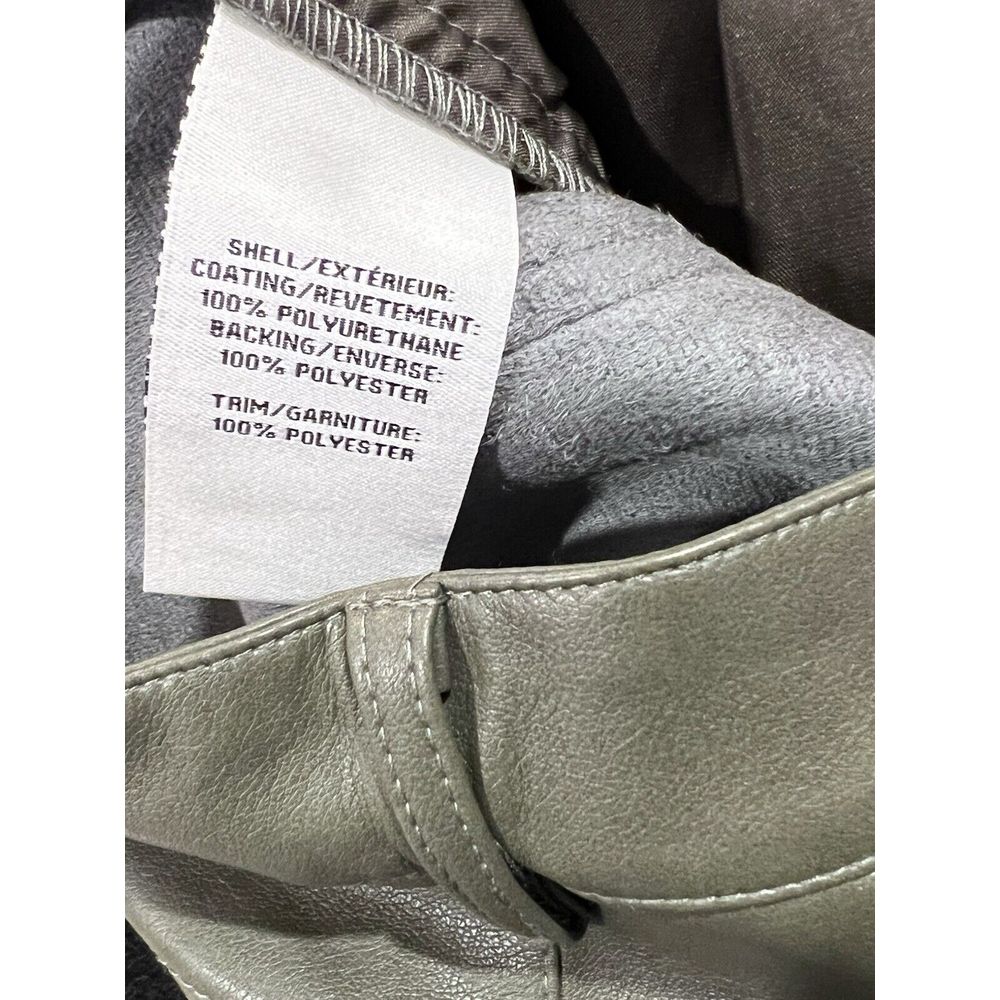 SHELL/EXTÉRIEUR:
COATING/REVETEMENT:
100% POLYURETHANE
BACKING/ENVERSE:
100% POLYESTER
TRIM/GARNITURE:
100% POLYESTER